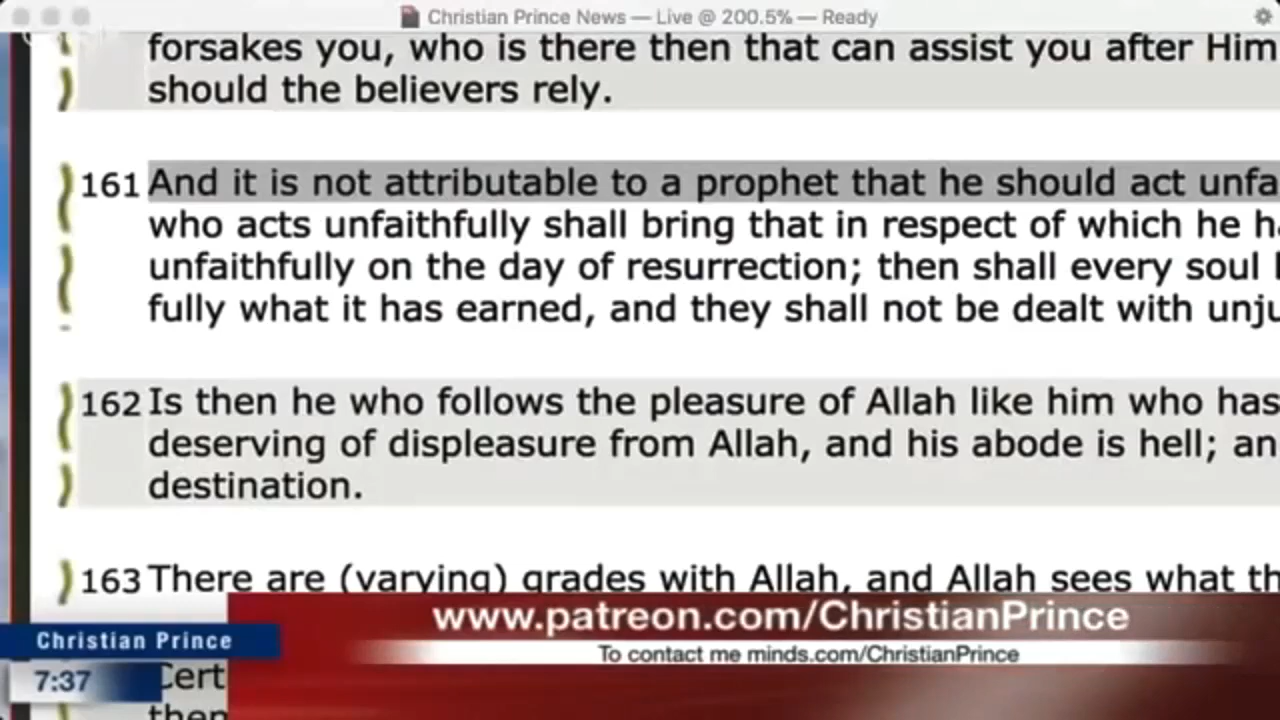 Christian Prince News — Live @ 200.5% — Ready
forsakes you, who is there then that can assist you after Him
should the believers rely.
161 And it is not attributable to a prophet that he should act unfa
who acts unfaithfully shall bring that in respect of which he ha
unfaithfully on the day of resurrection; then shall every soul
fully what it has earned, and they shall not be dealt with unju
162 Is then he who follows the pleasure of Allah like him who has
deserving of displeasure from Allah, and his abode is hell; an
destination.
163 There are (varying) grades with Allah, and Allah sees what th
www.patreon.com/ChristianPrince
Christian Prince
To contact me minds.com/ChristianPrince
7:37
Cert
then